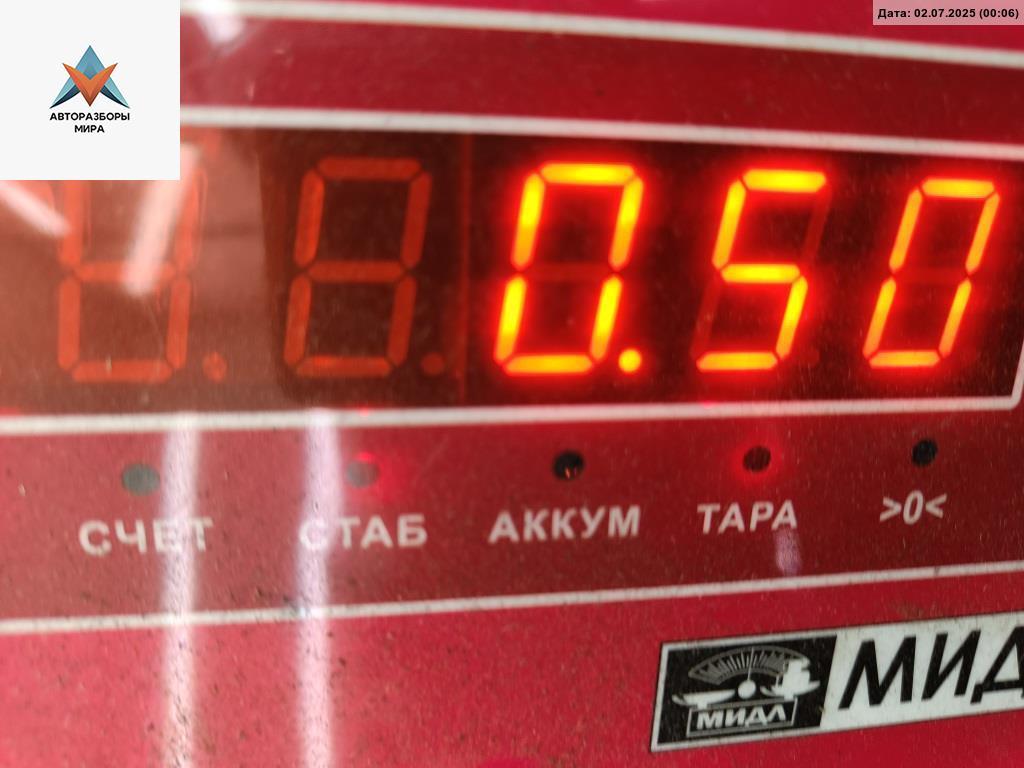 Дата: 02.07.2025 (00:06)
АВТОРАЗБОРЫ
МИРА
0.50
СЧЕТ СТАБ АККУМ ТАРА >0<
МИДЛ МИД